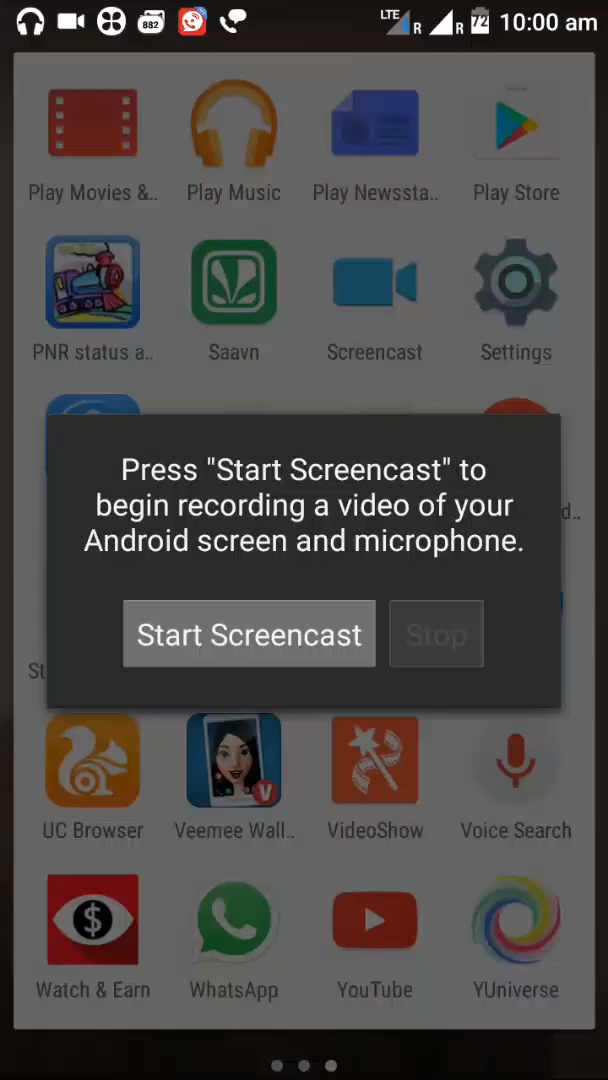 882
LTE
R
R
72
10:00 am
Play Movies &..
Play Music
Play Newssta..
Play Store
PNR status a..
Saavn
Screencast
Settings
Press "Start Screencast" to
begin recording a video of your
Android screen and microphone.
d..
Start Screencast
Stop
St
UC Browser
Veemee Wall..
VideoShow
Voice Search
V
$
Watch & Earn
WhatsApp
YouTube
YUniverse